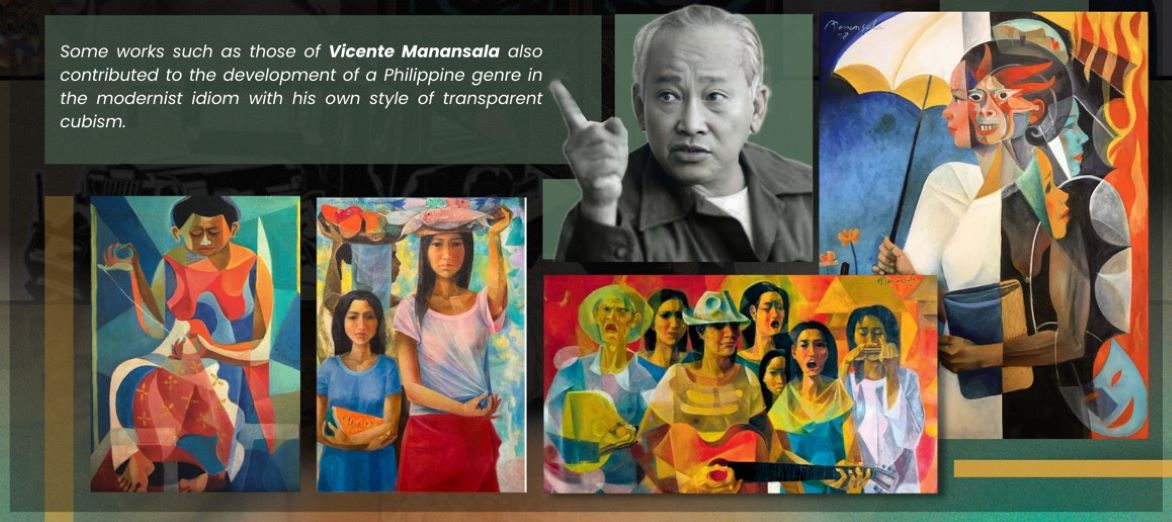 Some works such as those of Vicente Manansala also
contributed to the development of a Philippine genre in
the modernist idiom with his own style of transparent
cubism.
Manansala